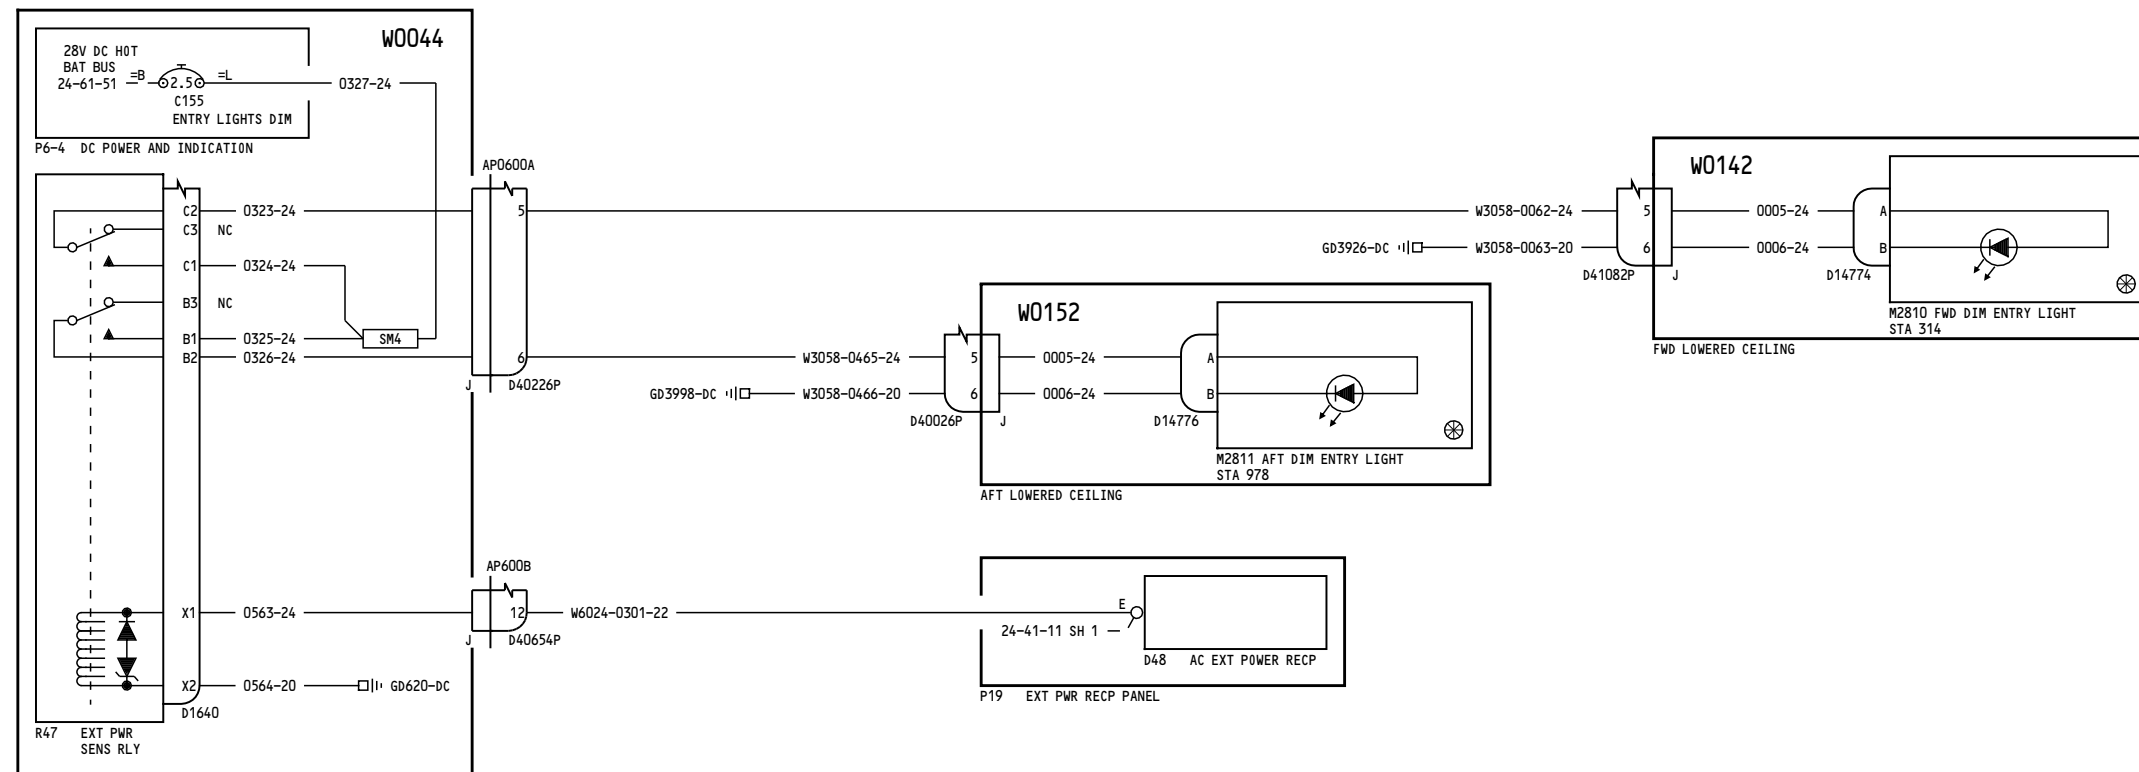 W0044
28V DC HOT
BAT BUS
24-61-51
=B
2.5
=L
C155
ENTRY LIGHTS DIM
0327-24
P6-4 DC POWER AND INDICATION
AP0600A
C2
0323-24
5
C3
NC
C1
0324-24
B3
NC
B1
0325-24
SM4
B2
0326-24
6
J
D40226P
W3058-0062-24
5
GD3926-DC
W3058-0063-20
6
D41082P
J
W0142
0005-24
A
0006-24
B
D14774
M2810 FWD DIM ENTRY LIGHT
STA 314
FWD LOWERED CEILING
W0152
W3058-0465-24
5
0005-24
A
GD3998-DC
W3058-0466-20
6
0006-24
B
D40026P
J
D14776
M2811 AFT DIM ENTRY LIGHT
STA 978
AFT LOWERED CEILING
AP600B
X1
0563-24
12
W6024-0301-22
J
D40654P
E
24-41-11 SH 1
D48 AC EXT POWER RECP
P19 EXT PWR RECP PANEL
X2
0564-20
GD620-DC
D1640
R47 EXT PWR
SENS RLY